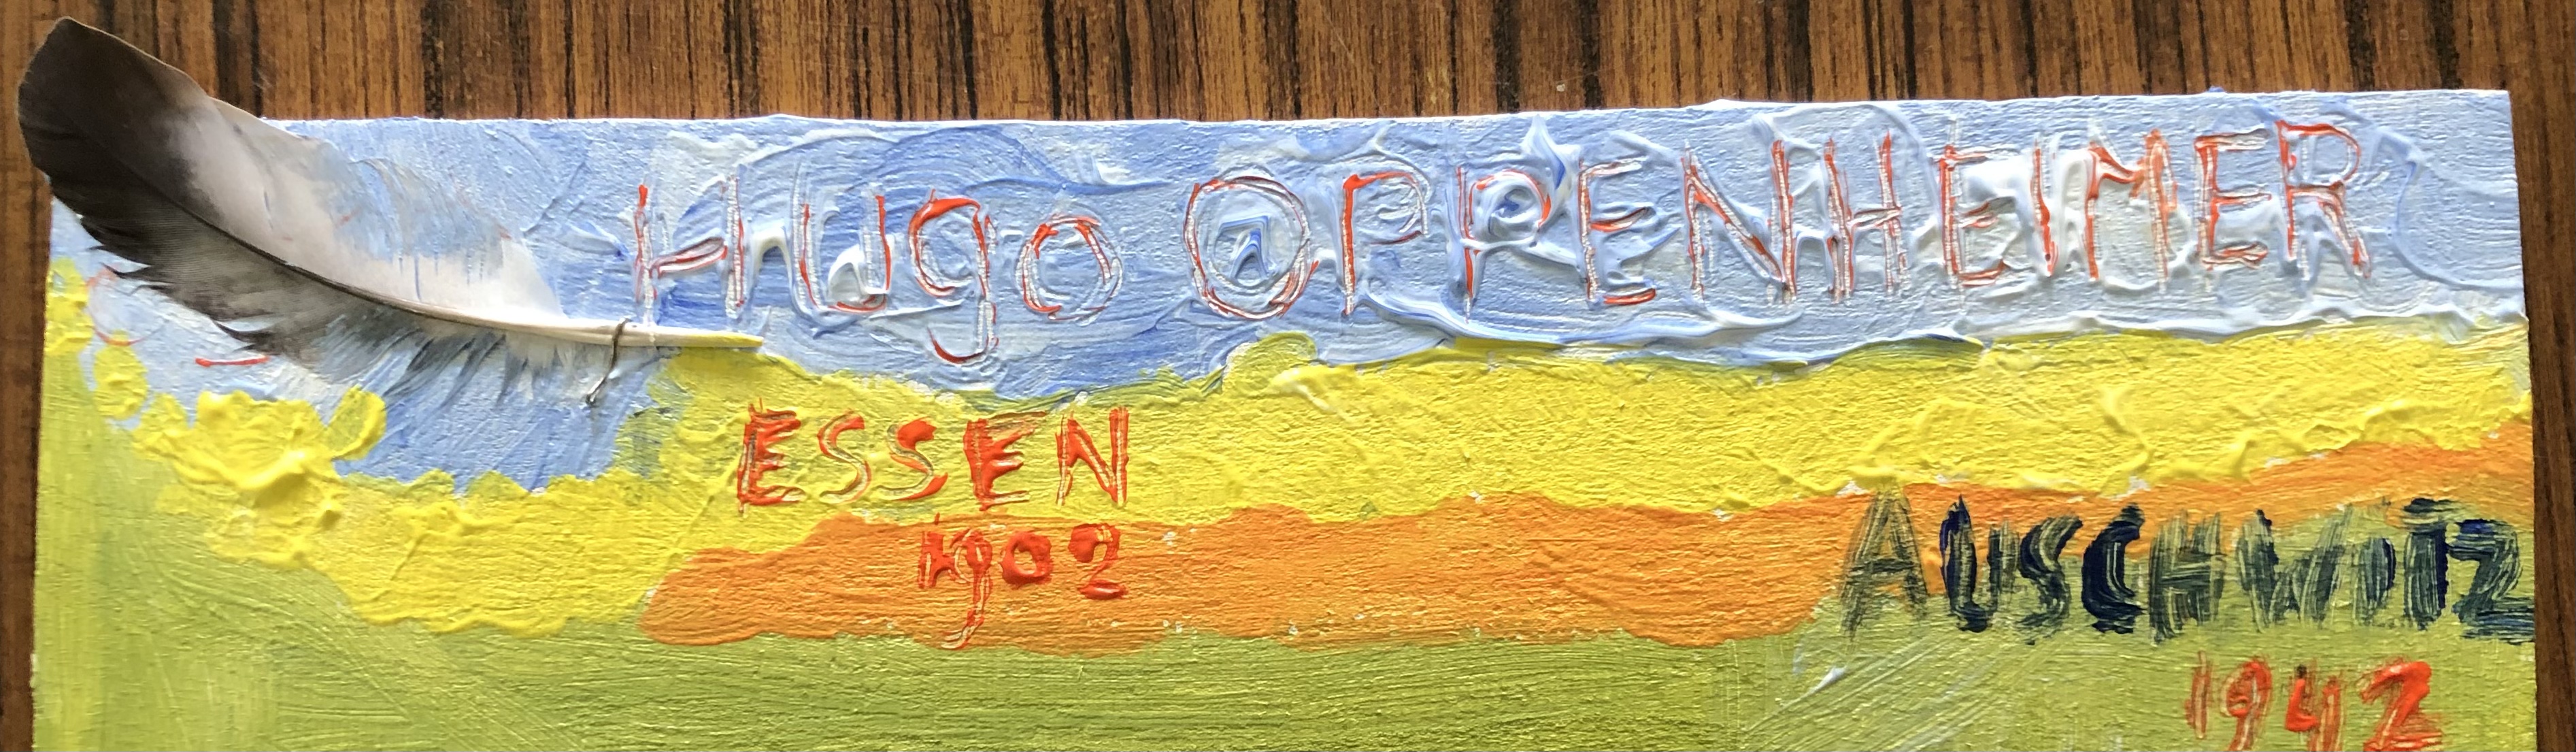 Hugo OPPENHEIMER
ESSEN
1902
AUSCHWITZ
1942